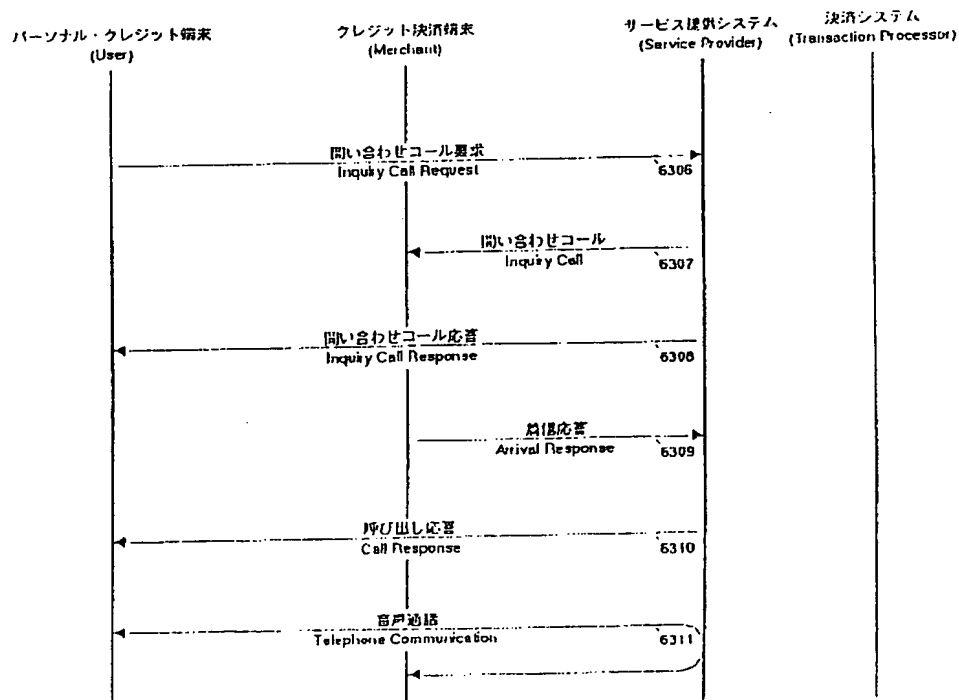 パーソナル・クレジット端末
(User)
クレジット決済端末
(Merchant)
サービス提供システム
(Service Provider)
決済システム
(Transaction Processor)
問い合わせコール要求
Inquiry Call Request
6306
問い合わせコール
Inquiry Call
6307
問い合わせコール応答
Inquiry Call Response
6308
着信応答
Arrival Response
6309
呼び出し応答
Call Response
6310
音声通話
Telephone Communication
6311